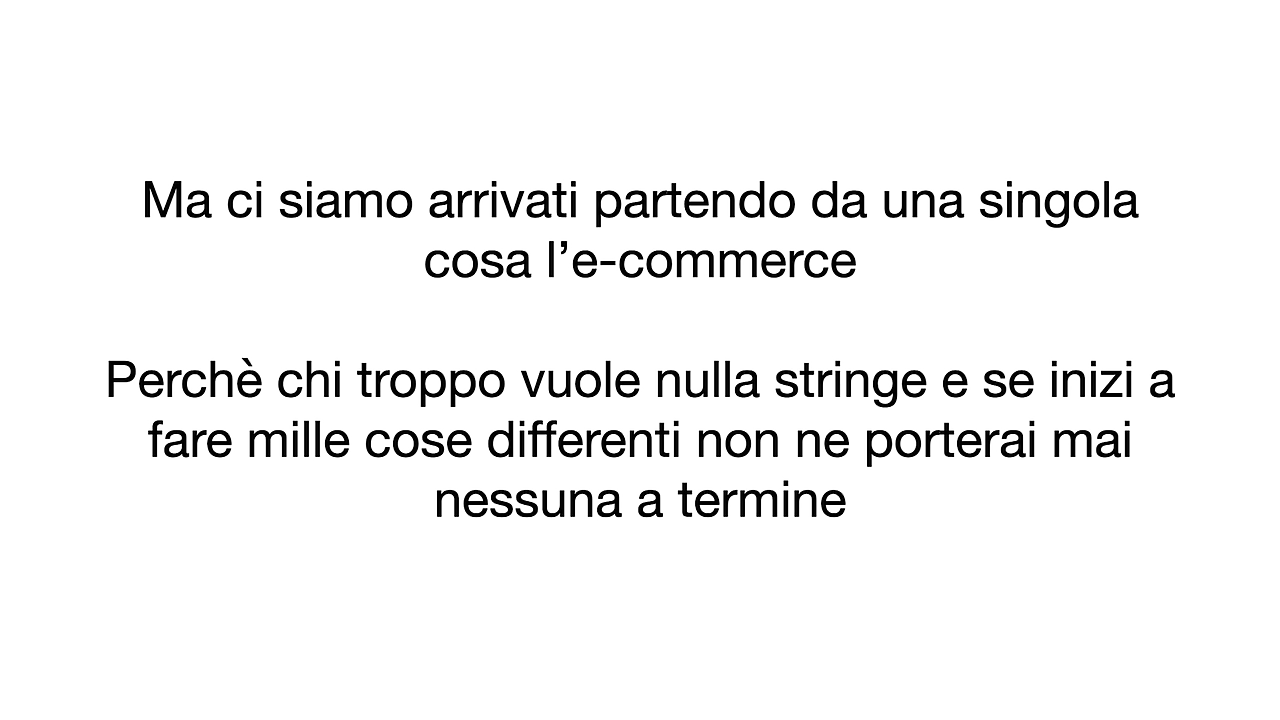 Ma ci siamo arrivati partendo da una singola
cosa l’e-commerce
Perchè chi troppo vuole nulla stringe e se inizi a
fare mille cose differenti non ne porterai mai
nessuna a termine